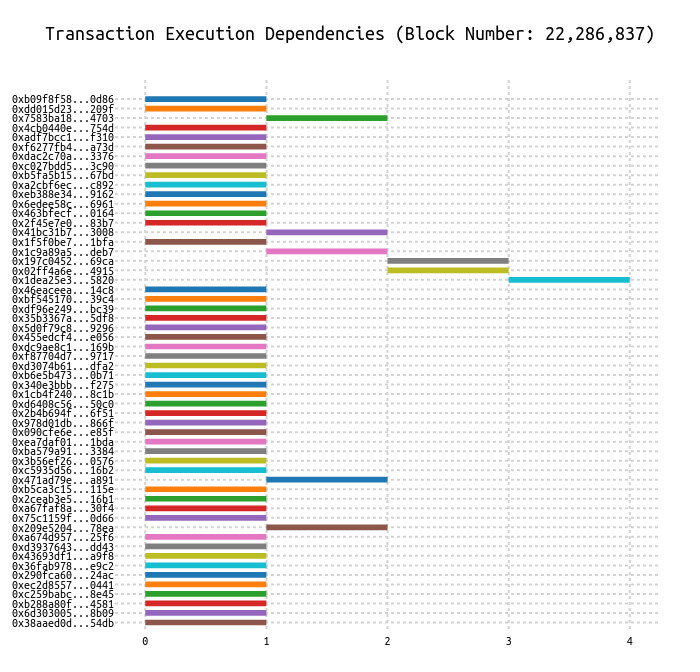 Transaction Execution Dependencies (Block Number: 22,286,837)
0xb09f8f58...0d86
0xdd015d23...209f
0x7583ba18...4703
0x4cb0440e...754d
0xadf7bcc1...f310
0xf6277fb4...a73d
0xdac2c70a...3376
0xc027bdd5...3c90
0xb5fa5b15...67bd
0xa2cbf6ec...c892
0xeb388e34...9162
0x6edee58c...6961
0x463bfecf...0164
0x2f45e7e0...83b7
0x41bc31b7...3008
0x1f5f0be7...1bfa
0x1c9a89a5...deb7
0x197c0452...69ca
0x02ff4a6e...4915
0x1dea25e3...5820
0x46eaceea...14c8
0xbf545170...39c4
0xdf96e249...bc39
0x35b3367a...5df8
0x5d0f79c8...9296
0x455edcf4...e056
0xdc9ae8c1...169b
0xf87704d7...9717
0xd3074b61...dfa2
0xb6e5b473...0b71
0x340e3bbb...f275
0x1cb4f240...8c1b
0xd6408c56...50c0
0x2b4b694f...6f51
0x978d01db...866f
0x090cfe6e...e85f
0xea7daf01...1bda
0xba579a91...3384
0x3b56ef26...0576
0xc5935d56...16b2
0x471ad79e...a891
0xb5ca3c15...115e
0x2ceab3e5...16b1
0xa67faf8a...30f4
0x75c1159f...0d66
0x209e5204...78ea
0xa674d957...25f6
0xd3937643...dd43
0x43693df1...a9f8
0x36fab978...e9c2
0x290fca60...24ac
0xec2d8557...0441
0xc259babc...8e45
0xb288a80f...4581
0x6d303005...8b09
0x38aaed0d...54db
0 1 2 3 4